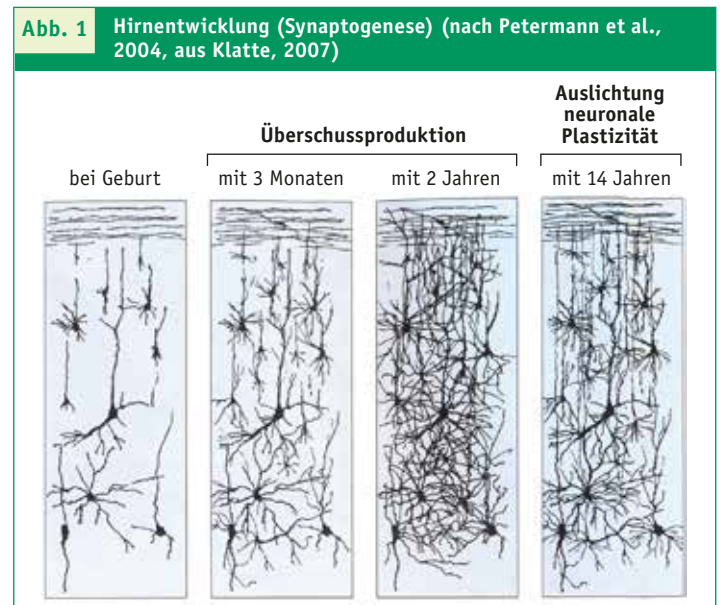 Abb. 1
Hirnentwicklung (Synaptogenese) (nach Petermann et al.,
2004, aus Klatte, 2007)
Auslichtung
neuronale
Plastizität
Überschussproduktion
bei Geburt
mit 3 Monaten
mit 2 Jahren
mit 14 Jahren